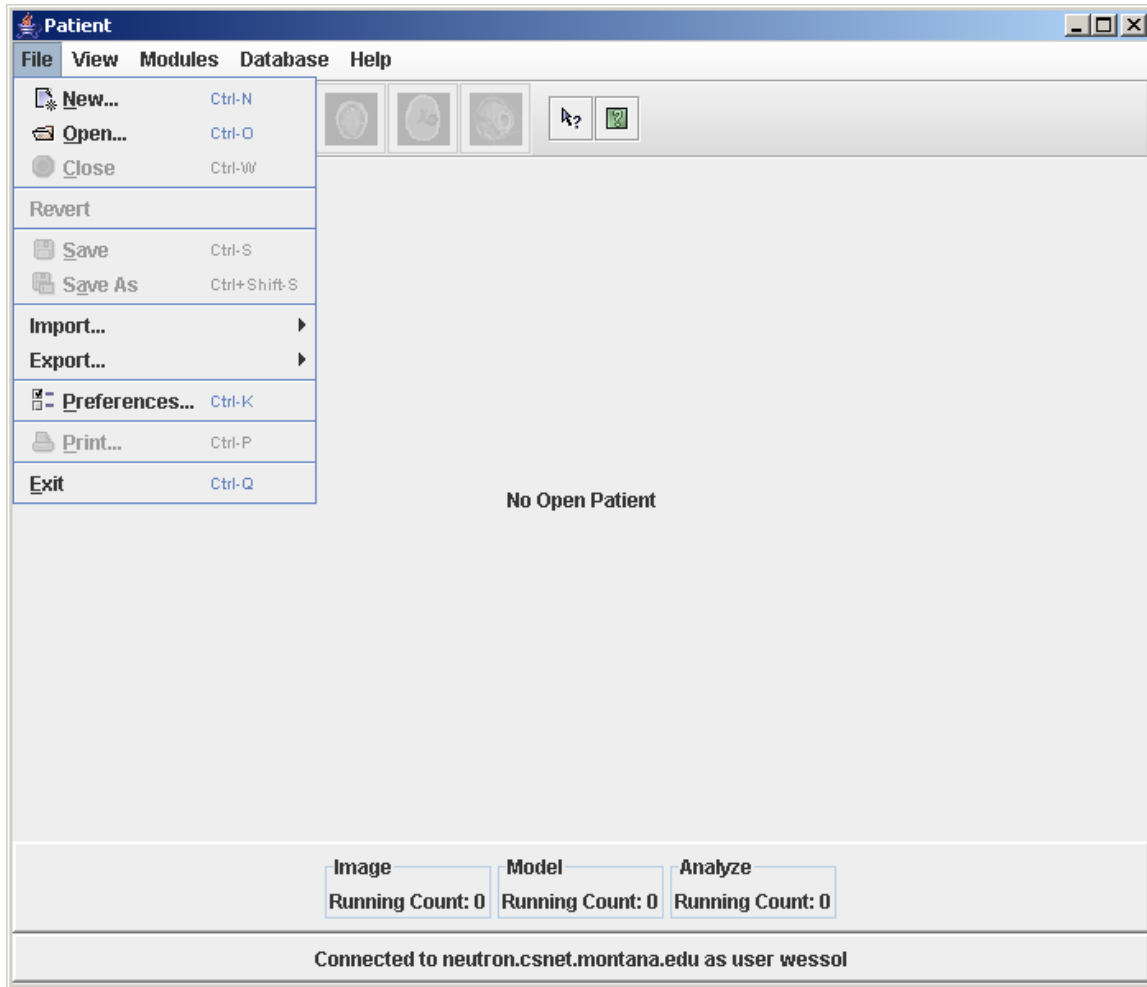 Patient
File View Modules Database Help
New... Ctrl-N
Open... Ctrl-O
Close Ctrl-W
Revert
Save Ctrl-S
Save As Ctrl+Shift-S
Import...
Export...
Preferences... Ctrl-K
Print... Ctrl-P
Exit Ctrl-Q
No Open Patient
Image Model Analyze
Running Count: 0 Running Count: 0 Running Count: 0
Connected to neutron.csnet.montana.edu as user wessol